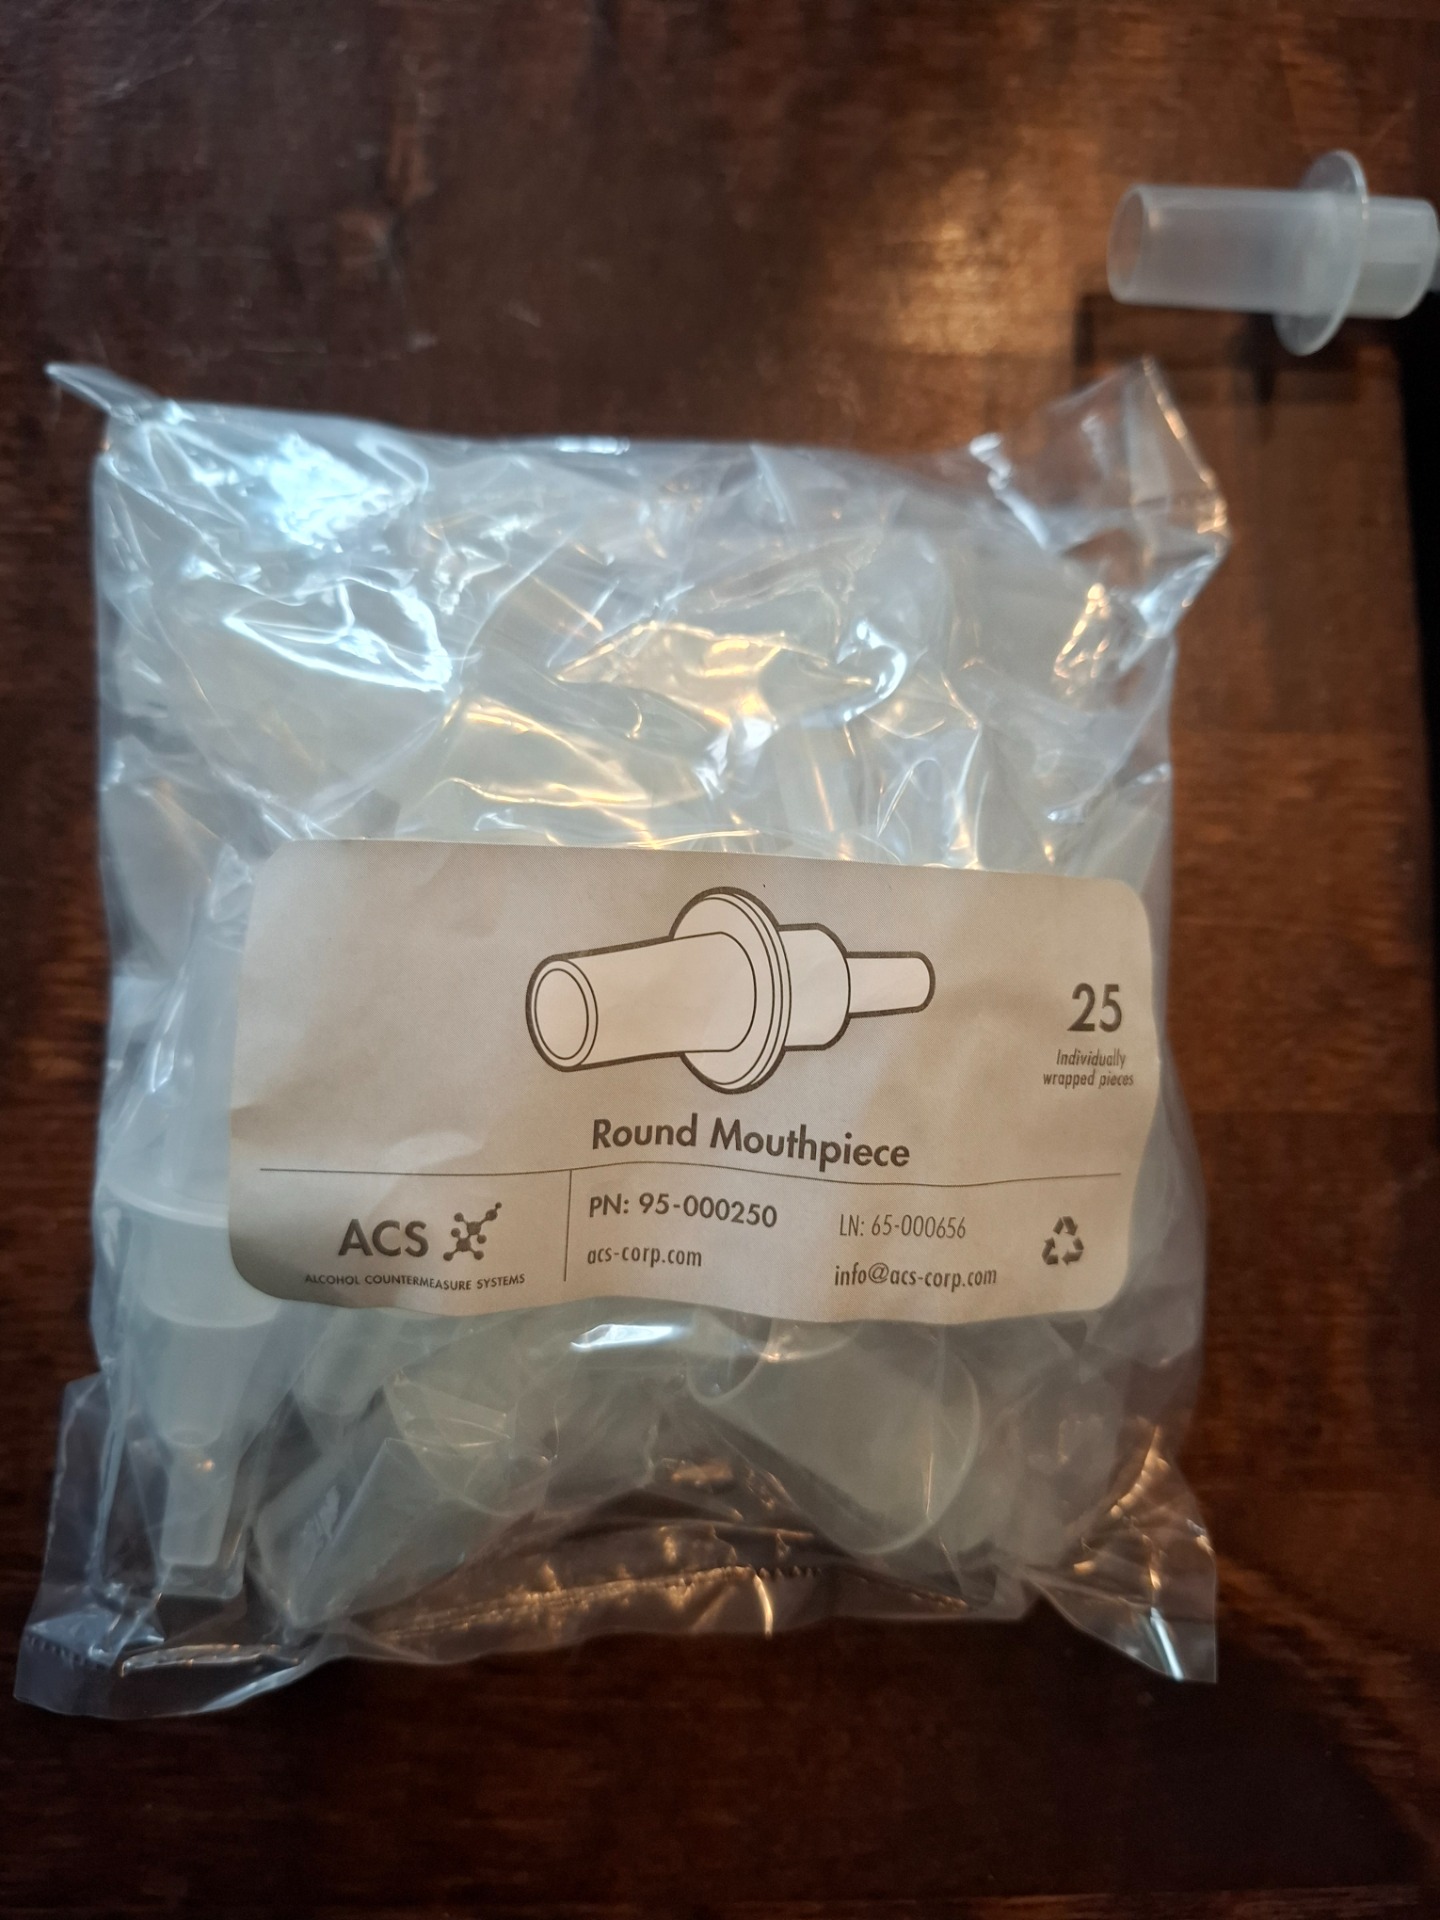 25
Individually
wrapped pieces
Round Mouthpiece
ACS
ALCOHOL COUNTERMEASURE SYSTEMS
PN: 95-000250
acs-corp.com
LN: 65-000656
info@acs-corp.com